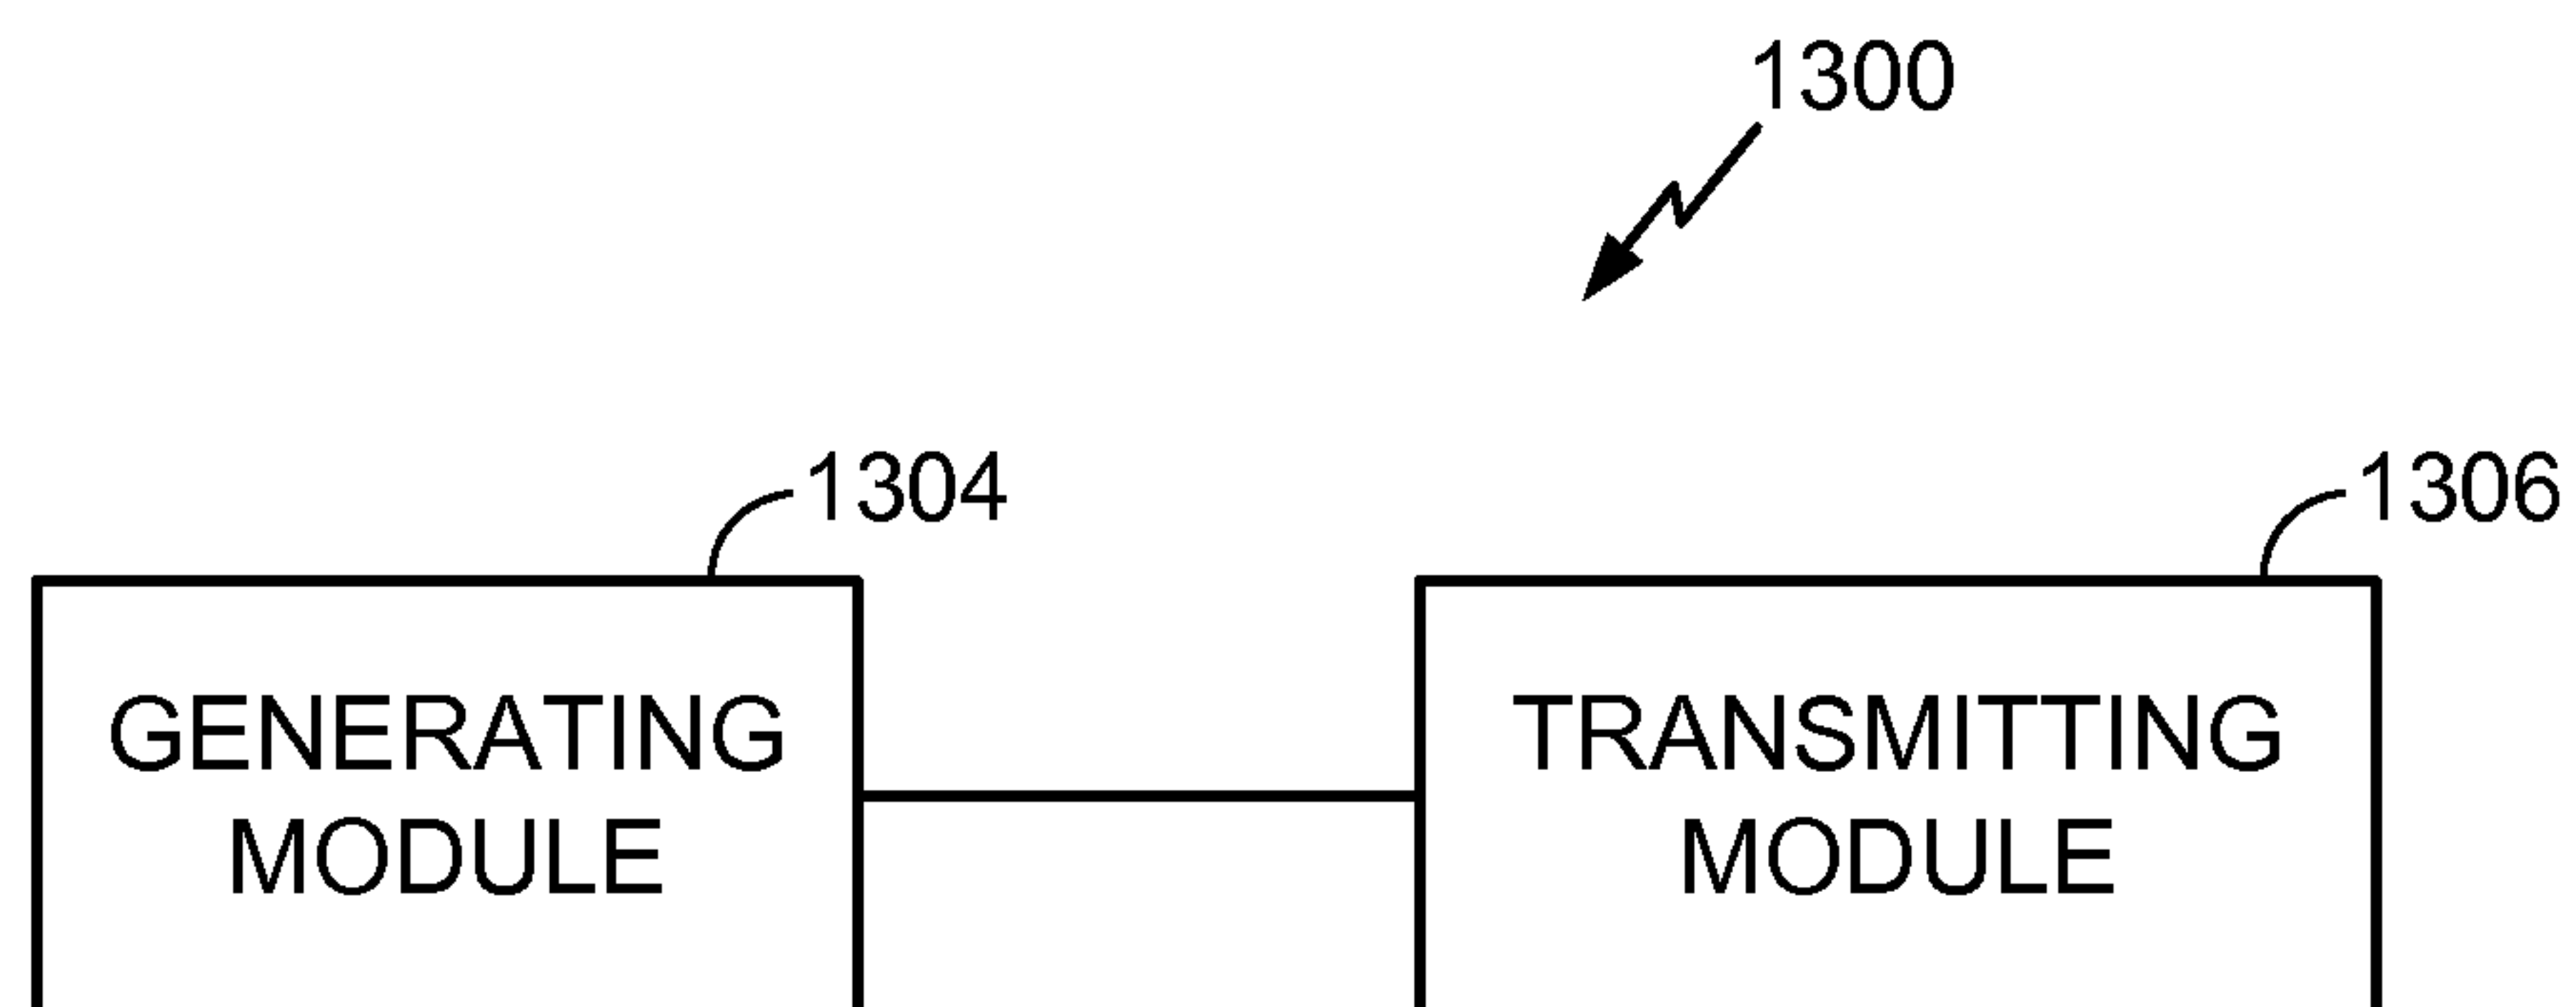 1300
1304
1306
GENERATING
MODULE
TRANSMITTING
MODULE